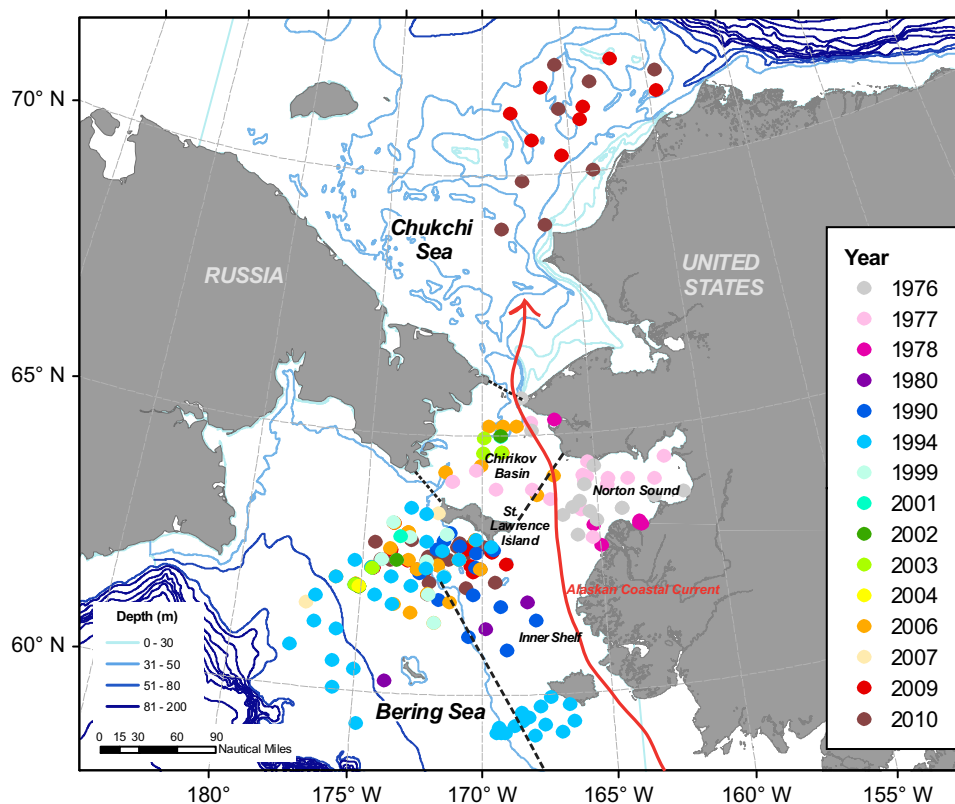 70° N
Chukchi
Sea
RUSSIA
UNITED
STATES
65° N
Chirikov
Basin
Norton Sound
St.
Lawrence
Island
Alaskan Coastal Current
Inner Shelf
60° N
Bering Sea
Depth (m)
0 - 30
31 - 50
51 - 80
81 - 200
0 15 30 60 90
Nautical Miles
180° 175° W 170° W 165° W 160° W 155° W
Year
1976
1977
1978
1980
1990
1994
1999
2001
2002
2003
2004
2006
2007
2009
2010